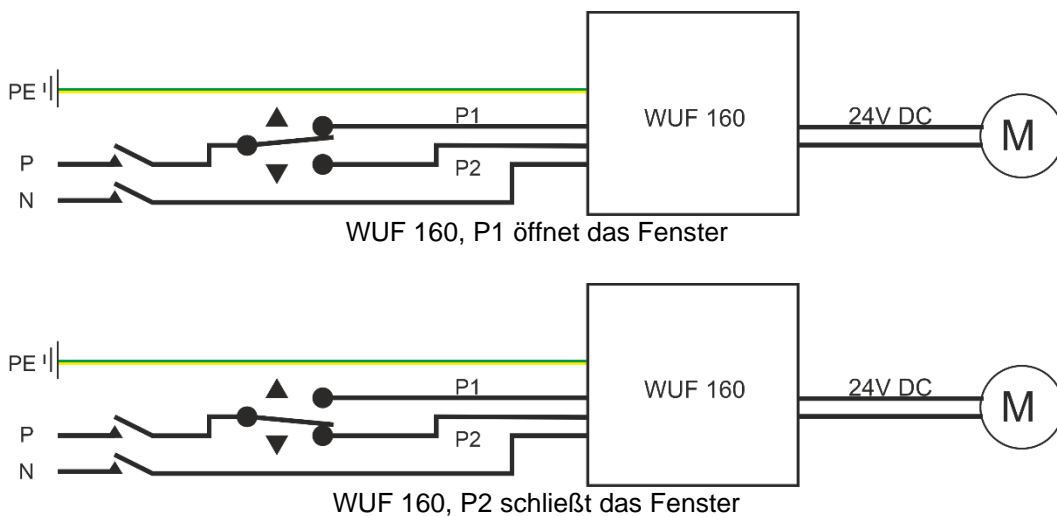 PE
P1
WUF 160
24V DC
M
P
P2
N
WUF 160, P1 öffnet das Fenster
PE
P1
WUF 160
24V DC
M
P
P2
N
WUF 160, P2 schließt das Fenster